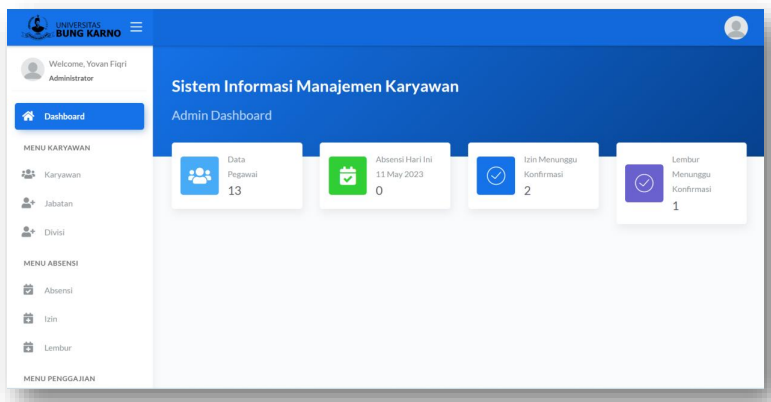 UNIVERSITAS
BUNG KARNO
Welcome, Yovan Fiqri
Administrator
Dashboard
MENU KARYAWAN
Karyawan
Jabatan
Divisi
MENU ABSENSI
Absensi
Izin
Lembur
MENU PENGGAJIAN
Sistem Informasi Manajemen Karyawan
Admin Dashboard
Data
Pegawai
13
Absensi Hari Ini
11 May 2023
0
Izin Menunggu
Konfirmasi
2
Lembur
Menunggu
Konfirmasi
1